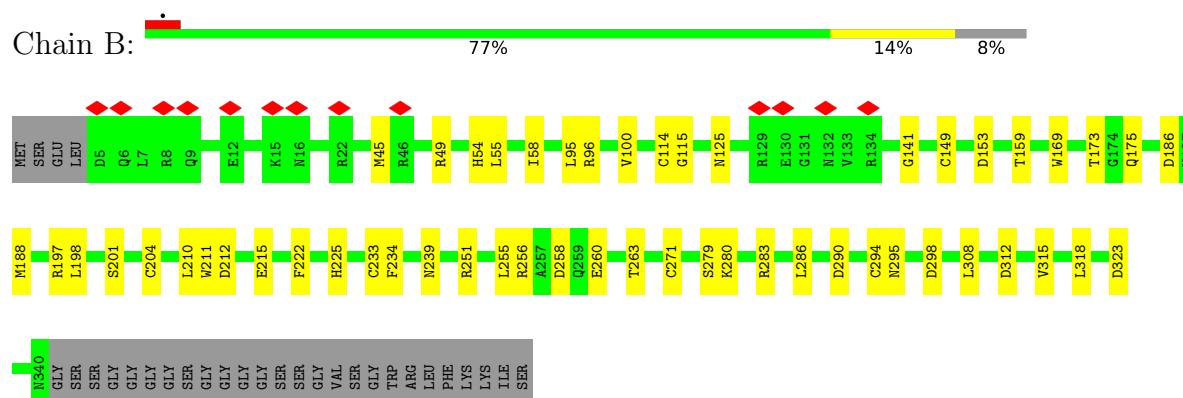 Chain B:
77% 14% 8%
MET SER GLU LEU D5 Q6 L7 R8 Q9 E12 K15 N16 R22 M45 R46 R49 H54 L55 I58 L95 R96 V100 C114 G115 N125 R129 E130 G131 N132 V133 R134 G141 C149 D153 T159 W169 T173 G174 Q175 D186
M188 R197 L198 S201 C204 L210 W211 D212 E215 F222 H225 C233 F234 N239 R251 L255 R256 A257 D258 Q259 E260 T263 C271 S279 K280 R283 L286 D290 C294 N295 D298 L308 D312 V315 L318 D323
N340 GLY SER SER GLY GLY GLY GLY SER GLY GLY GLY GLY SER SER GLY VAL SER GLY TRP ARG LEU PHE LYS LYS ILE SER